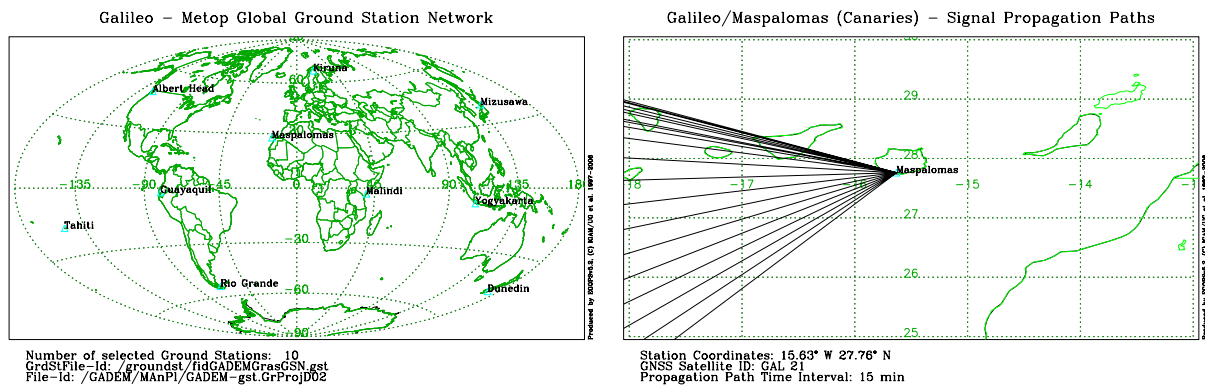 Galileo – Metop Global Ground Station Network
Kiruna
60
Albert Head
Mizusawa
Maspalomas
-135
-90
-45
0
90
135
180
Guayaquil
Malindi
Yogyakarta
Tahiti
-30
Rio Grande
-60
Dunedin
-90
Number of selected Ground Stations: 10
GrdStFile-Id: /groundst/fidGADEMGrasGSN.gst
File-Id: /GADEM/MAnPl/GADEM-gst.GrProjD02
Galileo/Maspalomas (Canaries) – Signal Propagation Paths
29
28
Maspalomas
-18
-17
-16
-15
-14
27
26
25
Station Coordinates: 15.63° W 27.76° N
GNSS Satellite ID: GAL 21
Propagation Path Time Interval: 15 min